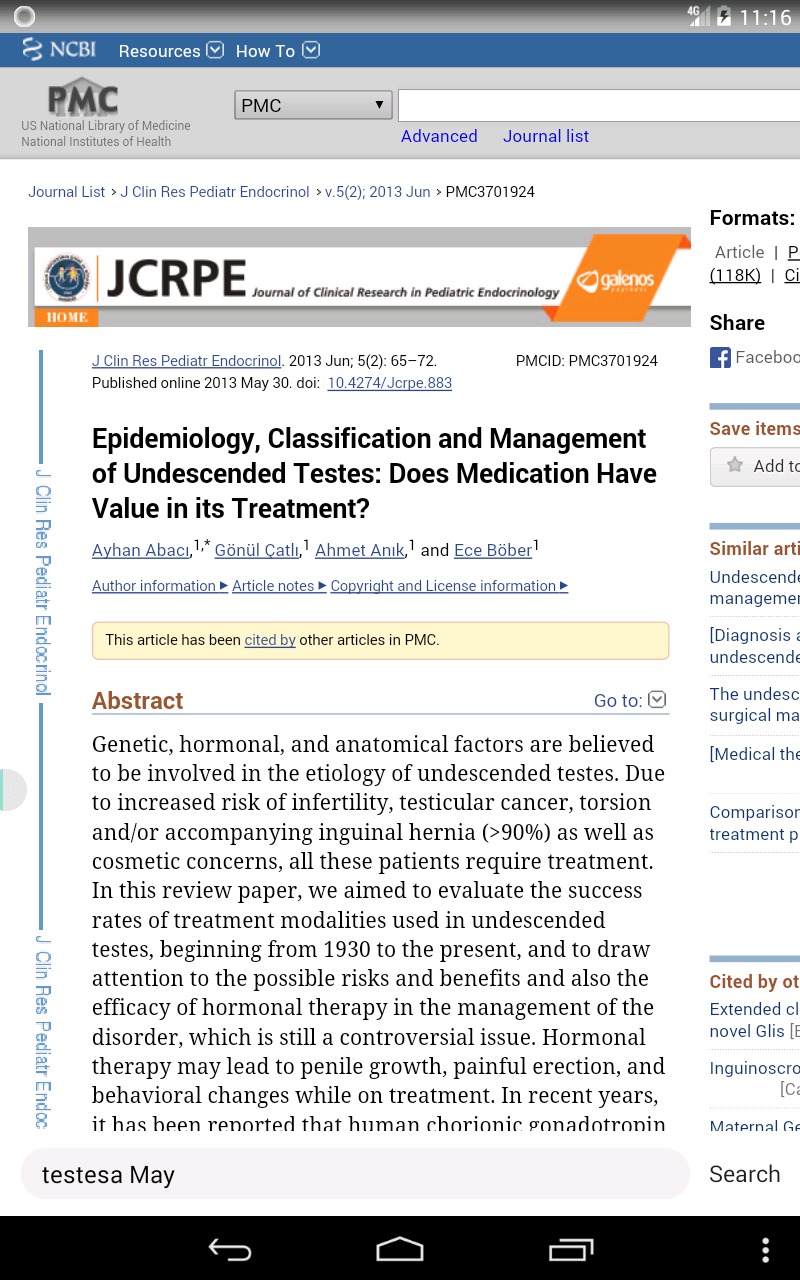 4G 11:16
NCBI Resources How To
PMC
US National Library of Medicine
National Institutes of Health
PMC
Advanced Journal list
Journal List > J Clin Res Pediatr Endocrinol > v.5(2); 2013 Jun > PMC3701924
JCRPE Journal of Clinical Research in Pediatric Endocrinology
galenos
HOME
J Clin Res Pediatr Endocrinol. 2013 Jun; 5(2): 65–72. PMCID: PMC3701924
Published online 2013 May 30. doi: 10.4274/Jcrpe.883
Epidemiology, Classification and Management
of Undescended Testes: Does Medication Have
Value in its Treatment?
Ayhan Abacı,1,* Gönül Çatlı,1 Ahmet Anık,1 and Ece Böber1
Author information ▶ Article notes ▶ Copyright and License information ▶
This article has been cited by other articles in PMC.
Abstract Go to:
Genetic, hormonal, and anatomical factors are believed
to be involved in the etiology of undescended testes. Due
to increased risk of infertility, testicular cancer, torsion
and/or accompanying inguinal hernia (>90%) as well as
cosmetic concerns, all these patients require treatment.
In this review paper, we aimed to evaluate the success
rates of treatment modalities used in undescended
testes, beginning from 1930 to the present, and to draw
attention to the possible risks and benefits and also the
efficacy of hormonal therapy in the management of the
disorder, which is still a controversial issue. Hormonal
therapy may lead to penile growth, painful erection, and
behavioral changes while on treatment. In recent years,
it has been reported that human chorionic gonadotropin
J Clin Res Pediatr Endocrinol
J Clin Res Pediatr Endoc
Formats:
Article | P
(118K) | Ci
Share
Faceboo
Save items
Add to
Similar arti
Undescende
managemen
[Diagnosis a
undescende
The undesc
surgical ma
[Medical the
Comparison
treatment p
Cited by ot
Extended cl
novel Glis [E
Inguinoscro
[Ca
Maternal Ge
testesa May
Search